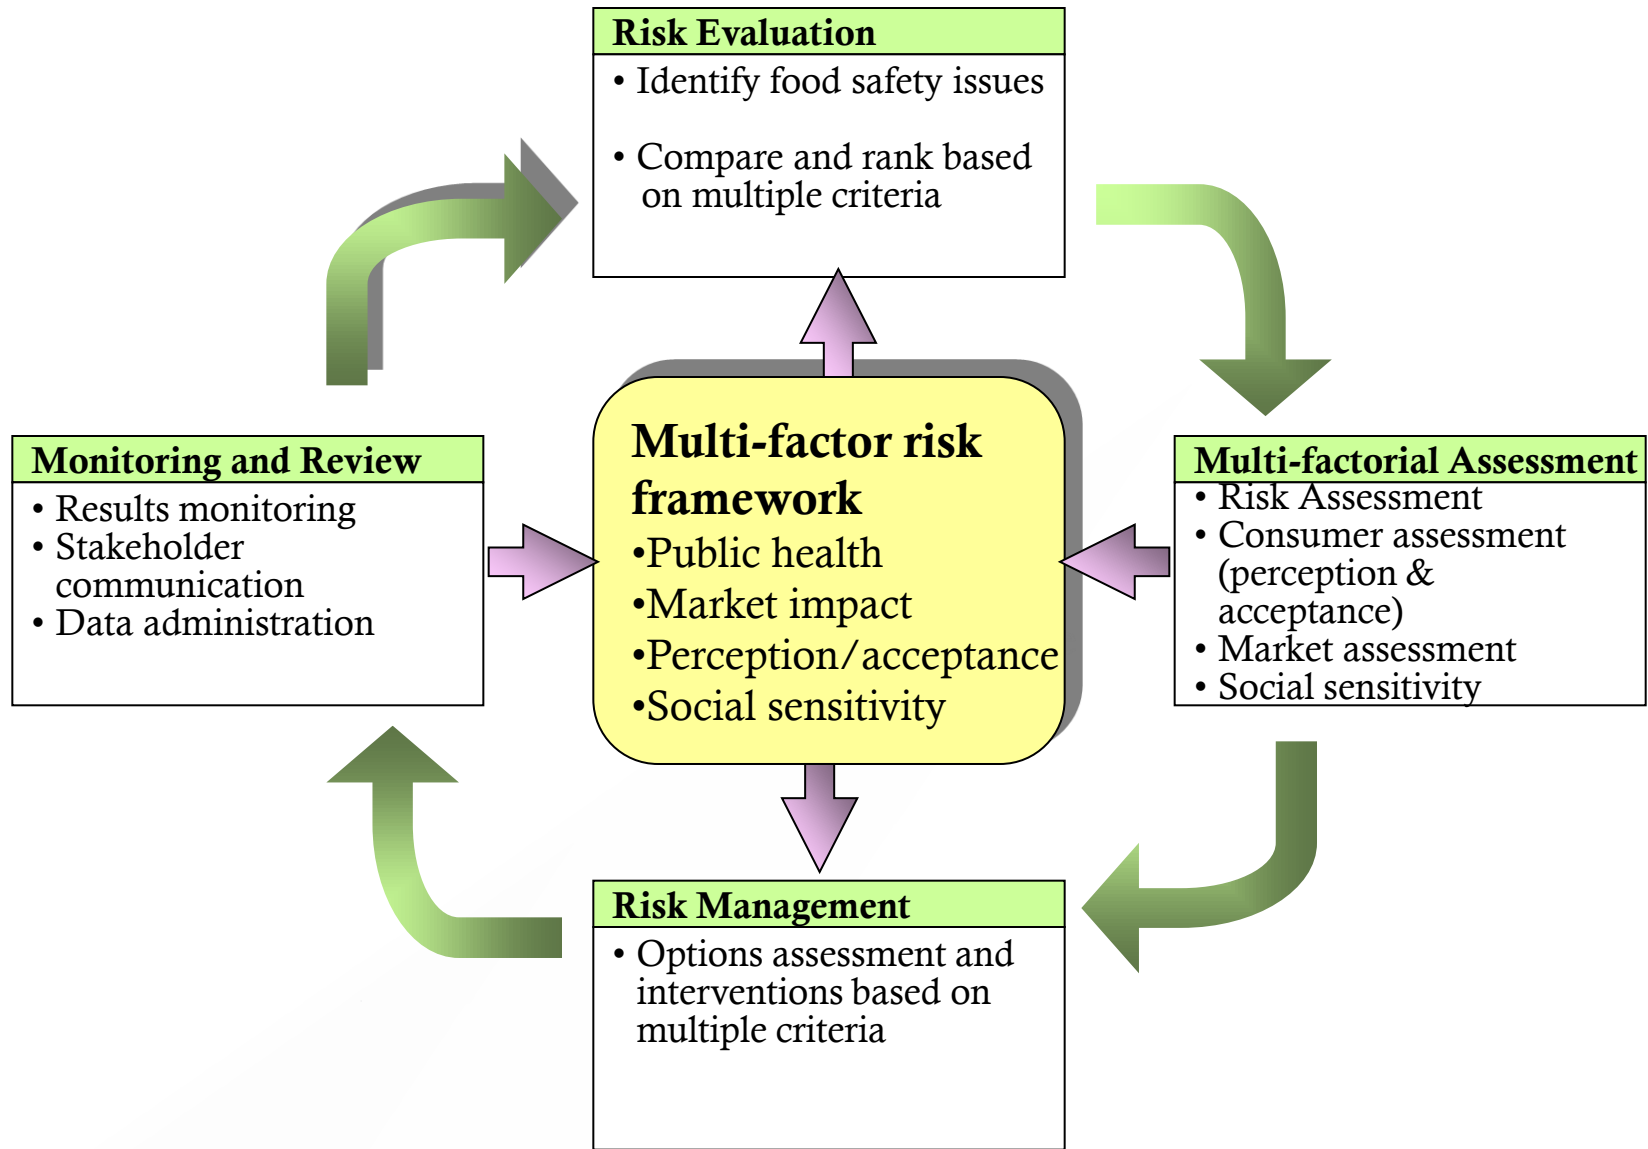 Risk Evaluation
• Identify food safety issues
• Compare and rank based
on multiple criteria
Monitoring and Review
• Results monitoring
• Stakeholder
communication
• Data administration
Multi-factor risk
framework
•Public health
•Market impact
•Perception/acceptance
•Social sensitivity
Multi-factorial Assessment
• Risk Assessment
• Consumer assessment
(perception &
acceptance)
• Market assessment
• Social sensitivity
Risk Management
• Options assessment and
interventions based on
multiple criteria